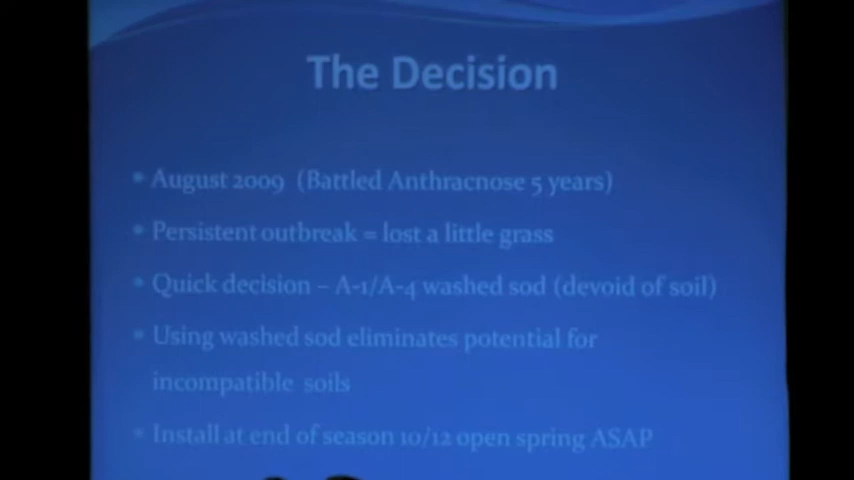 The Decision
• August 2009 (Battled Anthracnose 5 years)
• Persistent outbreak = lost a little grass
• Quick decision – A-1/A-4 washed sod (devoid of soil)
• Using washed sod eliminates potential for
incompatible soils
• Install at end of season 10/12 open spring ASAP